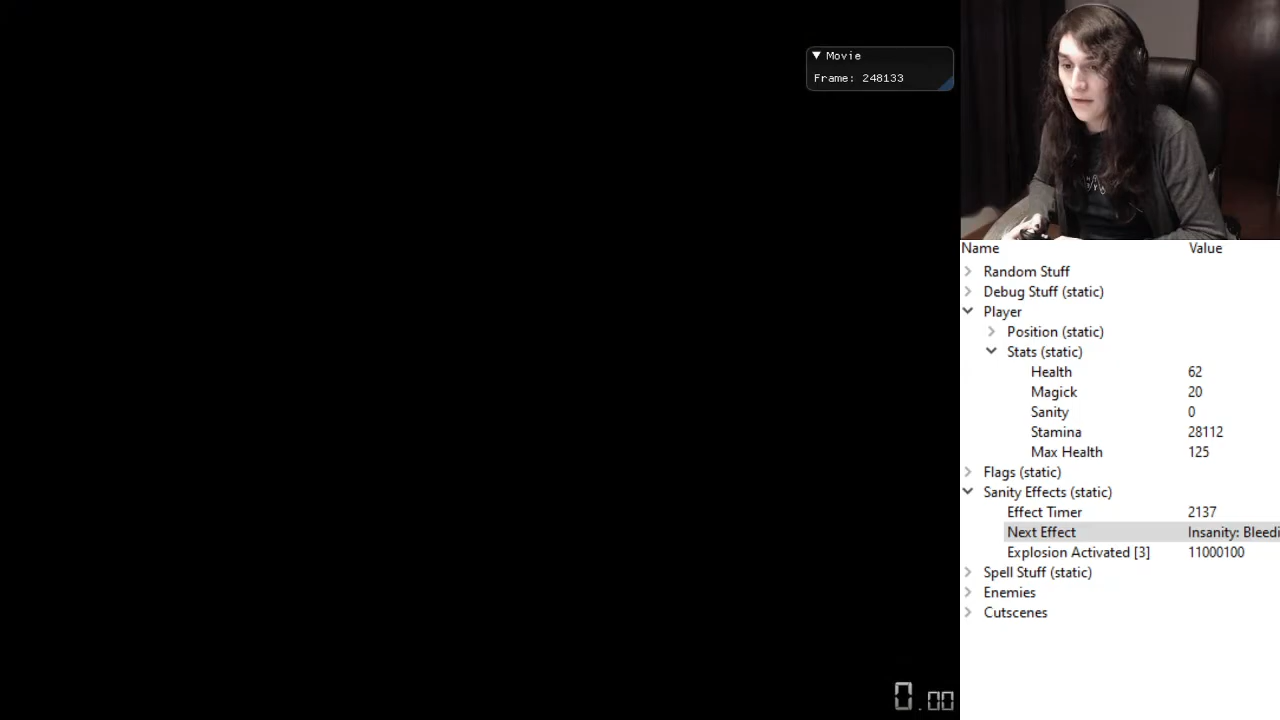 Movie
Frame: 248133
Name Value
Random Stuff
Debug Stuff (static)
Player
Position (static)
Stats (static)
Health 62
Magick 20
Sanity 0
Stamina 28112
Max Health 125
Flags (static)
Sanity Effects (static)
Effect Timer 2137
Next Effect Insanity: Bleedi
Explosion Activated [3] 11000100
Spell Stuff (static)
Enemies
Cutscenes
0.00